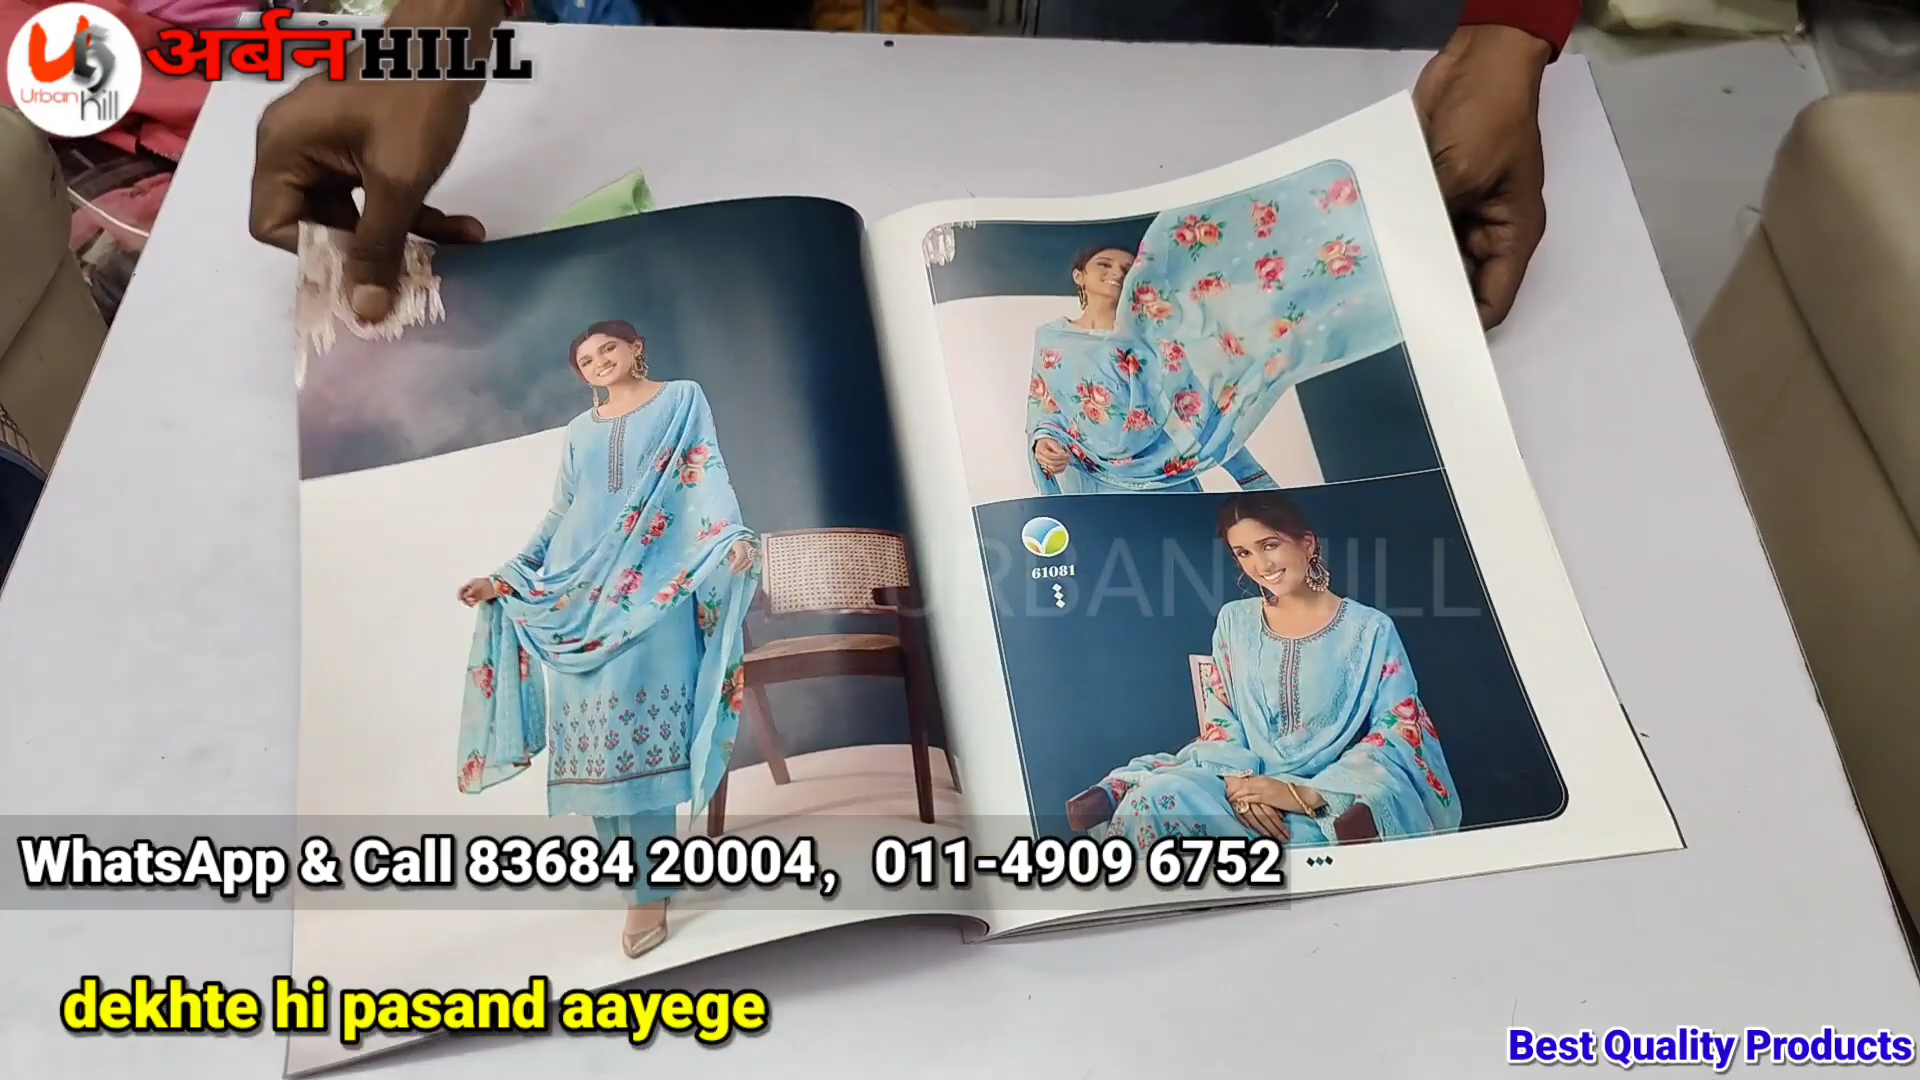 Urban
hill
अर्बन HILL
61081
URBAN HILL
WhatsApp & Call 83684 20004, 011-4909 6752
dekhte hi pasand aayege
Best Quality Products